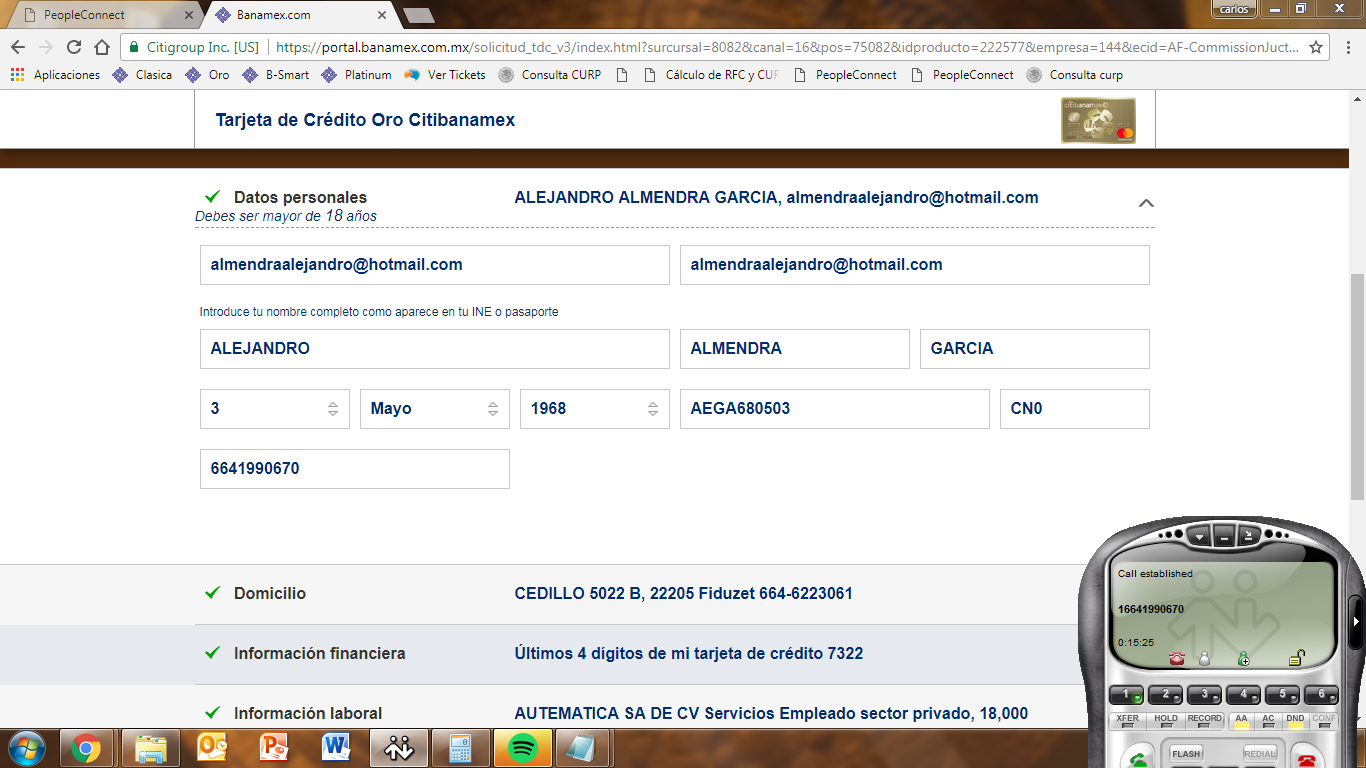 PeopleConnect
Banamex.com
carlos
Citigroup Inc. [US]
https://portal.banamex.com.mx/solicitud_tdc_v3/index.html?sursal=8082&canal=16&pos=75082&idproducto=222577&empresa=144&ecid=AF-CommissionJuct...
Aplicaciones
Clasica
Oro
B-Smart
Platinum
Ver Tickets
Consulta CURP
Cálculo de RFC y CUR
PeopleConnect
PeopleConnect
Consulta curp
Tarjeta de Crédito Oro Citibanamex
Datos personales
ALEJANDRO ALMENDRA GARCIA, almendraalejandro@hotmail.com
Debes ser mayor de 18 años
almendraalejandro@hotmail.com
almendraalejandro@hotmail.com
Introduce tu nombre completo como aparece en tu INE o pasaporte
ALEJANDRO
ALMENDRA
GARCIA
3
Mayo
1968
AEGA680503
CN0
6641990670
Domicilio
CEDILLO 5022 B, 22205 Fiduzet 664-6223061
Información financiera
Últimos 4 dígitos de mi tarjeta de crédito 7322
Información laboral
AUTEMATICA SA DE CV Servicios Empleado sector privado, 18,000
Call established
16641990670
0:15:25
1
2
3
4
5
6
XFER
HOLD
RECORD
AA
AC
DND
CONF
FLASH
REDIAL